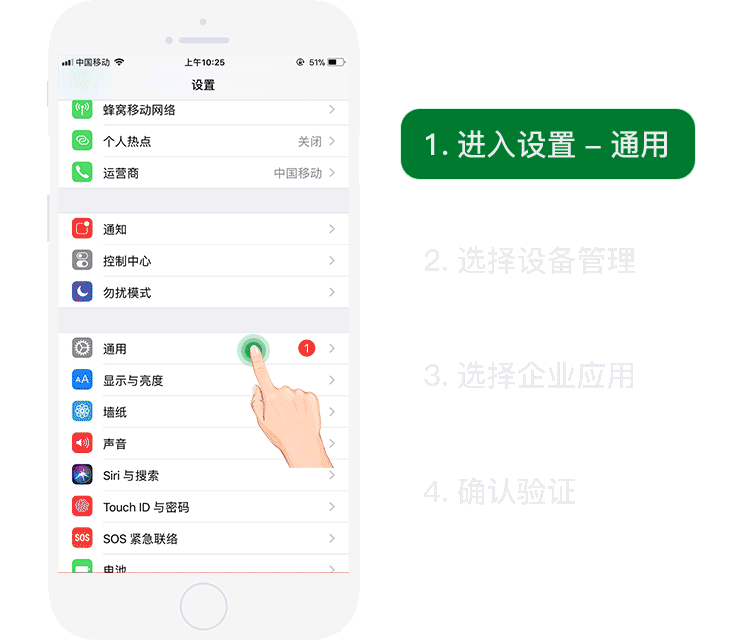 中国移动 上午10:25 51%
设置
蜂窝移动网络
个人热点 关闭
运营商 中国移动
通知
控制中心
勿扰模式
通用 1
AA 显示与亮度
墙纸
声音
Siri 与搜索
Touch ID 与密码
SOS SOS 紧急联络
电池
1. 进入设置 – 通用
2. 选择设备管理
3. 选择企业应用
4. 确认验证